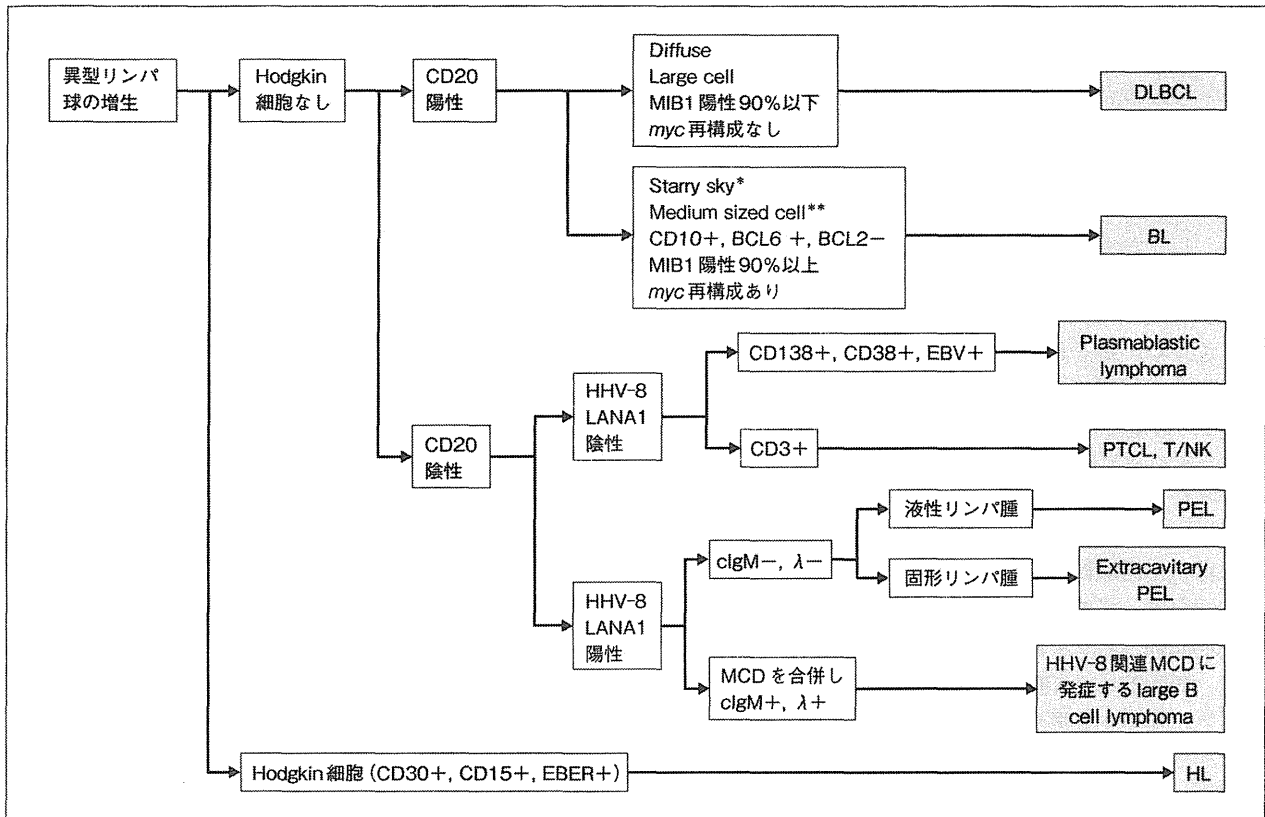 異型リンパ
球の増生
Hodgkin
細胞なし
CD20
陽性
Diffuse
Large cell
MIB1 陽性 90%以下
myc 再構成なし
DLBCL
Starry sky*
Medium sized cell**
CD10+, BCL6 +, BCL2−
MIB1 陽性 90%以上
myc 再構成あり
BL
CD20
陰性
HHV-8
LANA1
陰性
CD138+, CD38+, EBV+
Plasmablastic
lymphoma
CD3+
PTCL, T/NK
HHV-8
LANA1
陽性
cIgM−, λ−
液性リンパ腫
PEL
固形リンパ腫
Extracavitary
PEL
MCD を合併し
cIgM+, λ+
HHV-8 関連 MCD に
発症する large B
cell lymphoma
Hodgkin 細胞 (CD30+, CD15+, EBER+)
HL